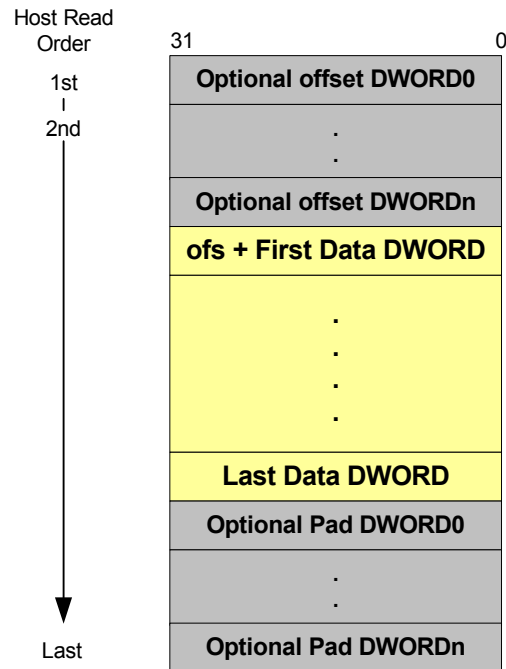 Host Read
Order
31 0
1st
2nd
Last
Optional offset DWORD0
.
.
Optional offset DWORDn
ofs + First Data DWORD
.
.
.
.
Last Data DWORD
Optional Pad DWORD0
.
.
Optional Pad DWORDn